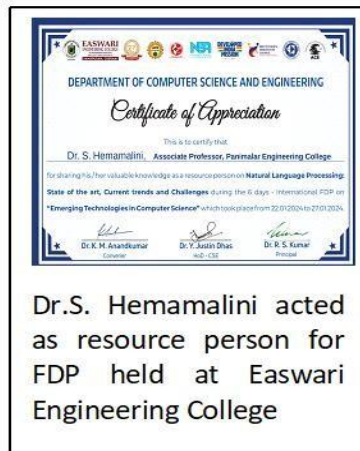 EASWARI
NBA
DEPARTMENT OF COMPUTER SCIENCE AND ENGINEERING
Certificate of Appreciation
This is to certify that
Dr. S. Hemamalini, Associate Professor, Panimalar Engineering College
for sharing his/her valuable knowledge as a resource person on Natural Language Processing:
State of the art, Current trends and Challenges during the 6 days - International FDP on
"Emerging Technologies in Computer Science" which took place from 22.01.2024 to 27.01.2024.
Dr. K. M. Anandkumar Dr. Y. Justin Dhas Dr. R. S. Kumar
Convener HoD - CSE Principal
Dr.S. Hemamalini acted
as resource person for
FDP held at Easwari
Engineering College